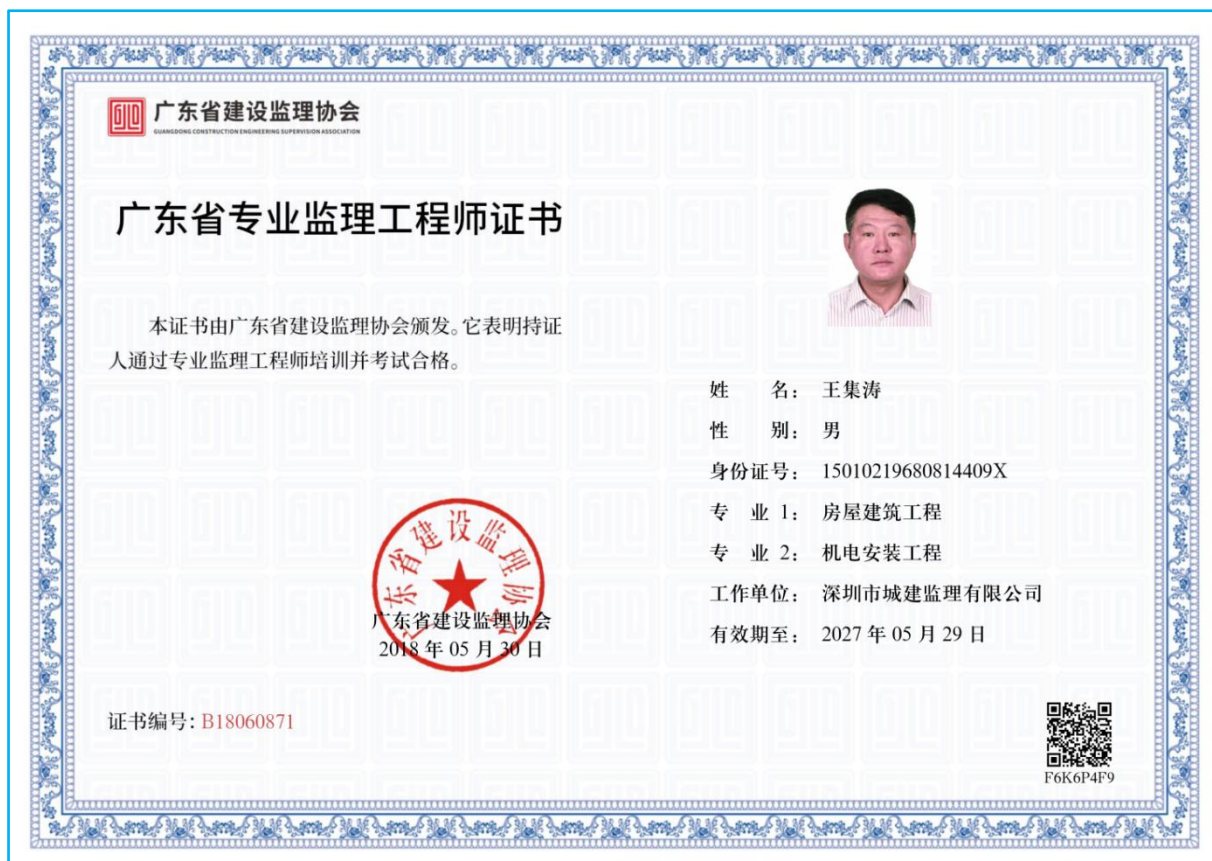 广东省建设监理协会
GUANGDONG CONSTRUCTION ENGINEERING SUPERVISION ASSOCIATION
广东省专业监理工程师证书
本证书由广东省建设监理协会颁发。它表明持证
人通过专业监理工程师培训并考试合格。
姓 名: 王集涛
性 别: 男
身份证号: 15010219680814409X
专 业 1: 房屋建筑工程
专 业 2: 机电安装工程
工作单位: 深圳市城建监理有限公司
有效期至: 2027 年 05 月 29 日
广东省建设监理协会
广东省建设监理协会
2018 年 05 月 30 日
证书编号: B18060871
F6K6P4F9